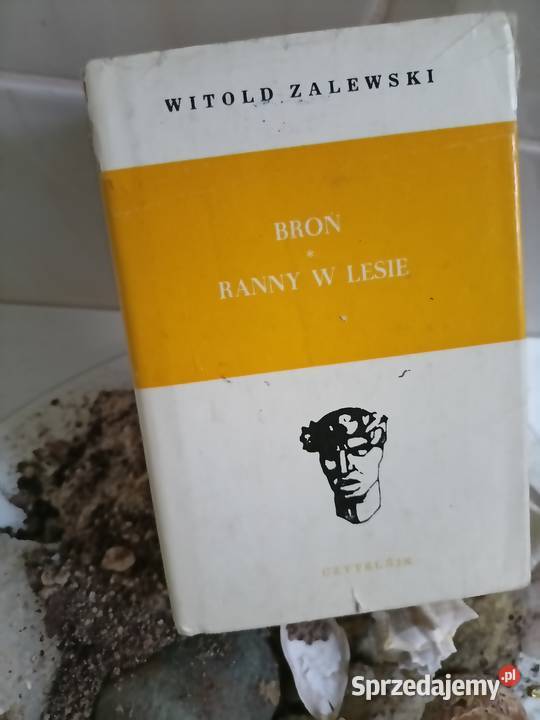 WITOLD ZALEWSKI
BROŃ
*
RANNY W LESIE
CZYTELNIK
Sprzedajemy.pl